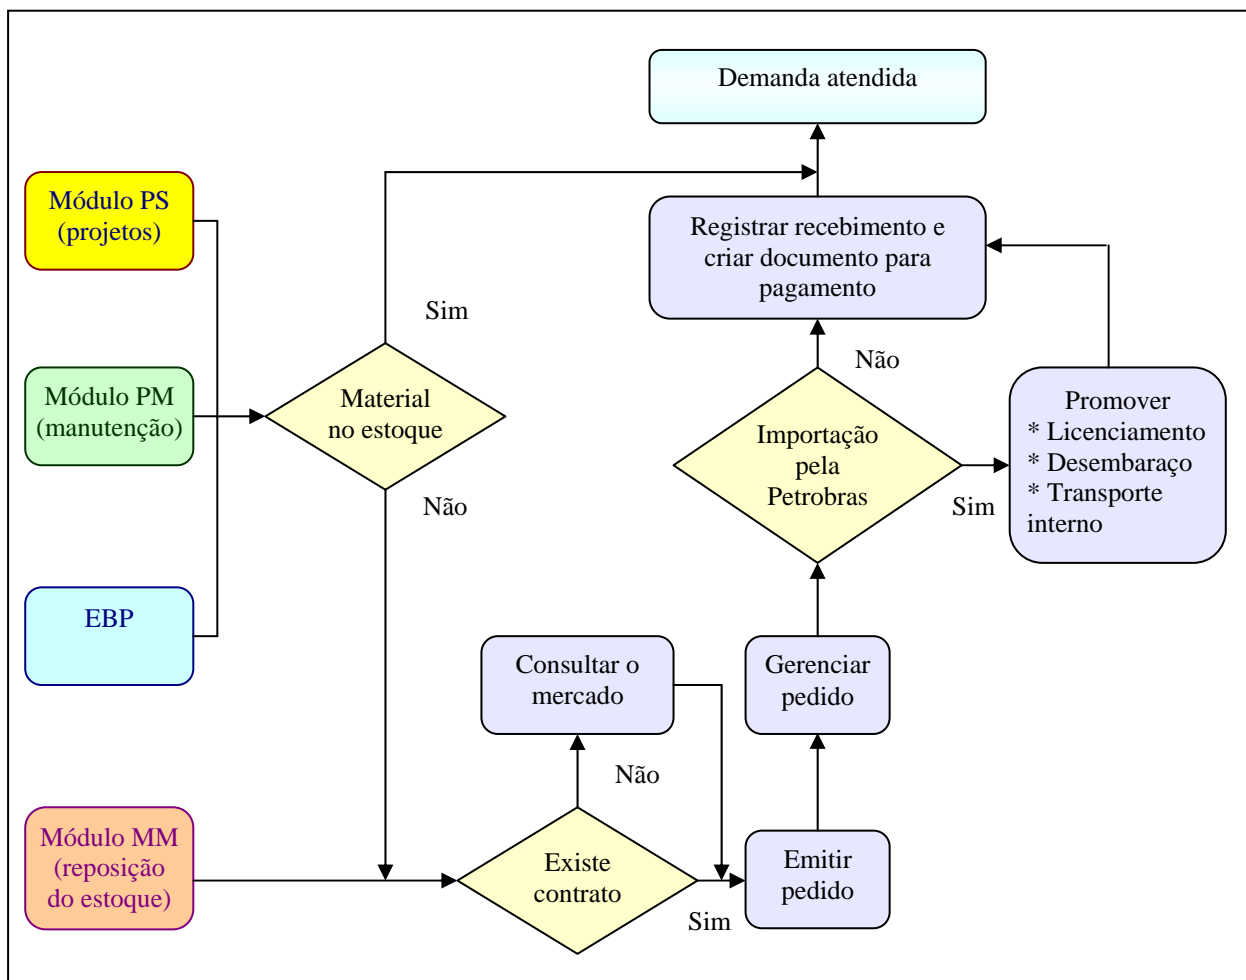 Demanda atendida
Módulo PS
(projetos)
Registrar recebimento e
criar documento para
pagamento
Sim
Não
Módulo PM
(manutenção)
Material
no estoque
Importação
pela
Petrobras
Promover
* Licenciamento
* Desembaraço
* Transporte
interno
Não
Sim
EBP
Consultar o
mercado
Gerenciar
pedido
Não
Módulo MM
(reposição
do estoque)
Existe
contrato
Emitir
pedido
Sim